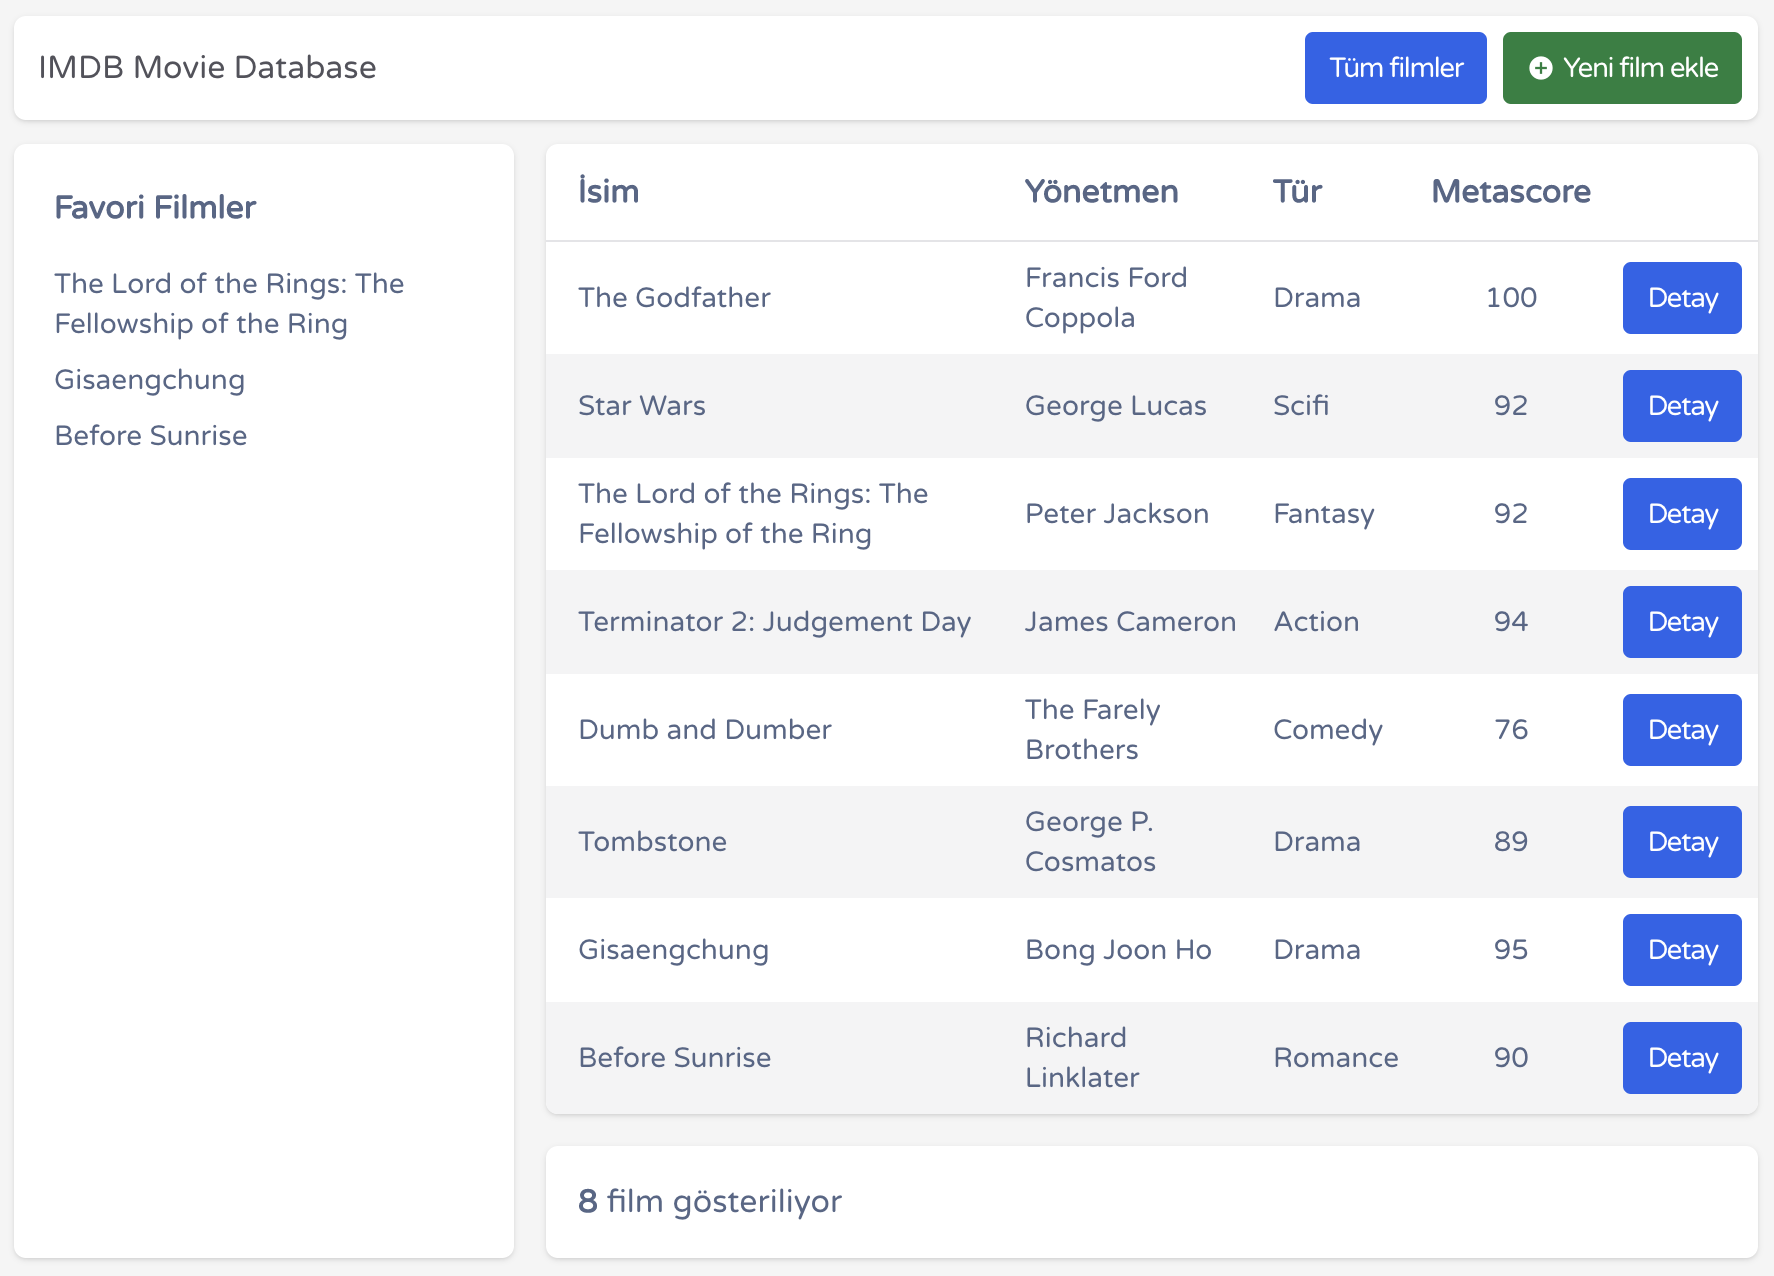 IMDB Movie Database
Tüm filmler
Yeni film ekle
Favori Filmler
The Lord of the Rings: The
Fellowship of the Ring
Gisaengchung
Before Sunrise
İsim Yönetmen Tür Metascore
The Godfather Francis Ford Coppola Drama 100 Detay
Star Wars George Lucas Scifi 92 Detay
The Lord of the Rings: The Fellowship of the Ring Peter Jackson Fantasy 92 Detay
Terminator 2: Judgement Day James Cameron Action 94 Detay
Dumb and Dumber The Farely Brothers Comedy 76 Detay
Tombstone George P. Cosmatos Drama 89 Detay
Gisaengchung Bong Joon Ho Drama 95 Detay
Before Sunrise Richard Linklater Romance 90 Detay
8 film gösteriliyor